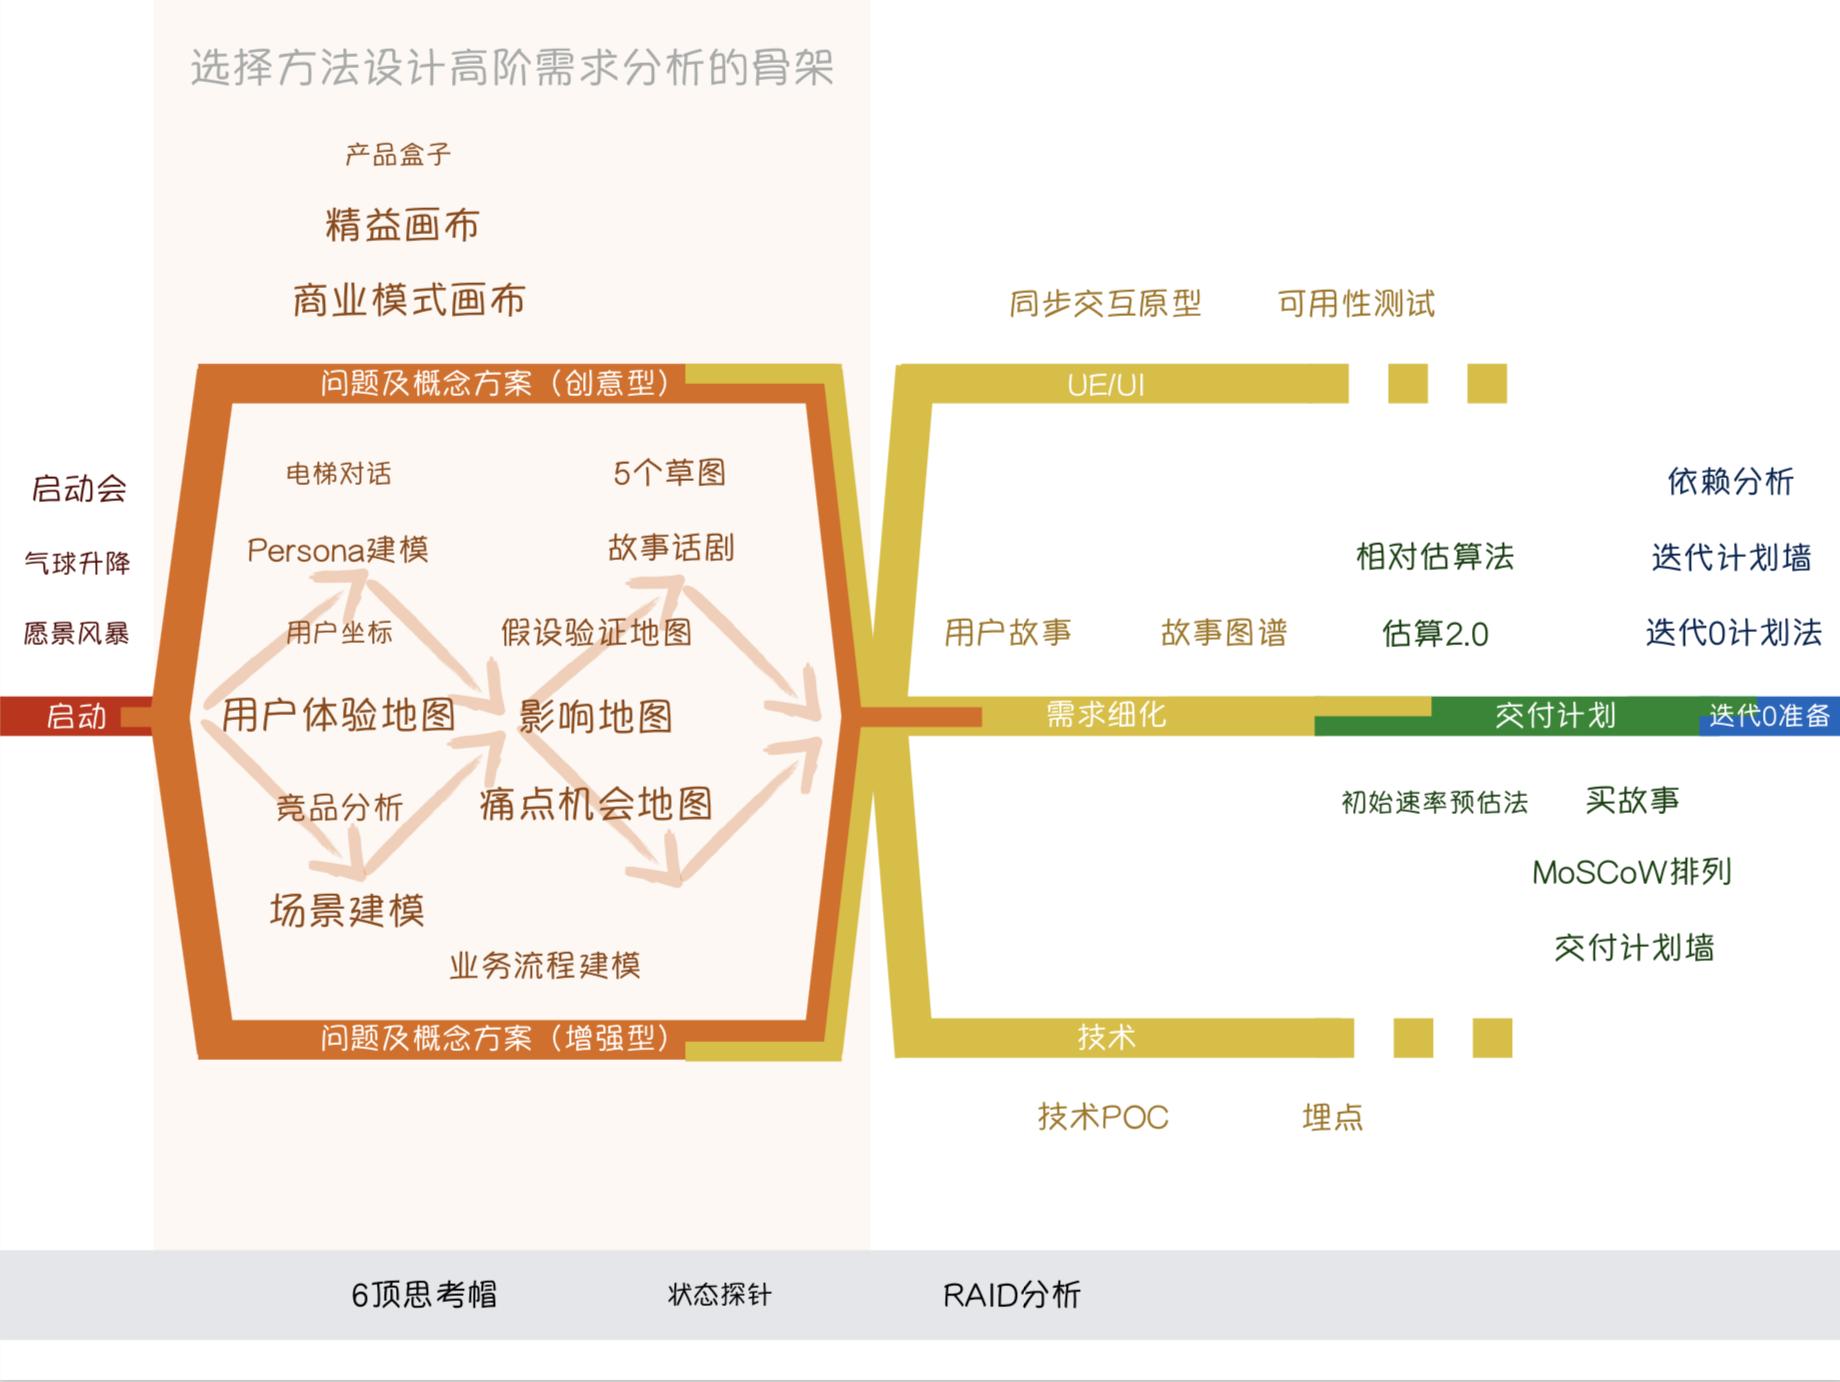 选择方法设计高阶需求分析的骨架
产品盒子
精益画布
商业模式画布
同步交互原型
可用性测试
问题及概念方案（创意型）
UE/UI
电梯对话
5个草图
启动会
依赖分析
Persona建模
故事话剧
气球升降
相对估算法
迭代计划墙
愿景风暴
用户坐标
假设验证地图
用户故事
故事图谱
估算2.0
迭代0计划法
启动
用户体验地图
影响地图
需求细化
交付计划
迭代0准备
竞品分析
痛点机会地图
初始速率预估法
买故事
MoSCoW排列
场景建模
交付计划墙
业务流程建模
问题及概念方案（增强型）
技术
技术POC
埋点
6顶思考帽
状态探针
RAID分析